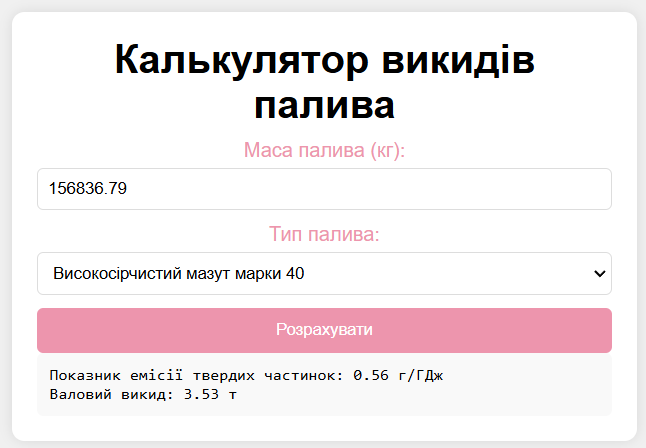 Калькулятор викидів
палива
Маса палива (кг):
156836.79
Тип палива:
Високосірчистий мазут марки 40
Розрахувати
Показник емісії твердих частинок: 0.56 г/ГДж
Валовий викид: 3.53 т